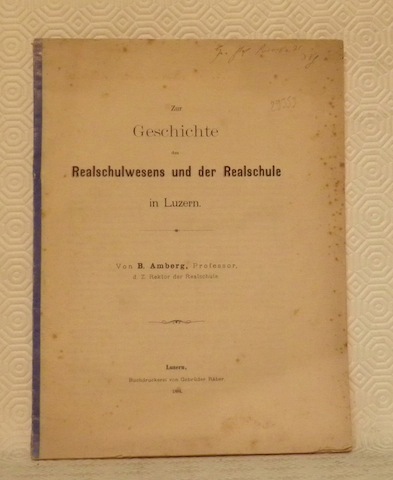 Zur
Geschichte
des
Realschulwesens und der Realschule
in Luzern.
Von B. Amberg, Professor,
d. Z. Rektor der Realschule
Luzern,
Buchdruckerei von Gebrüder Räber.